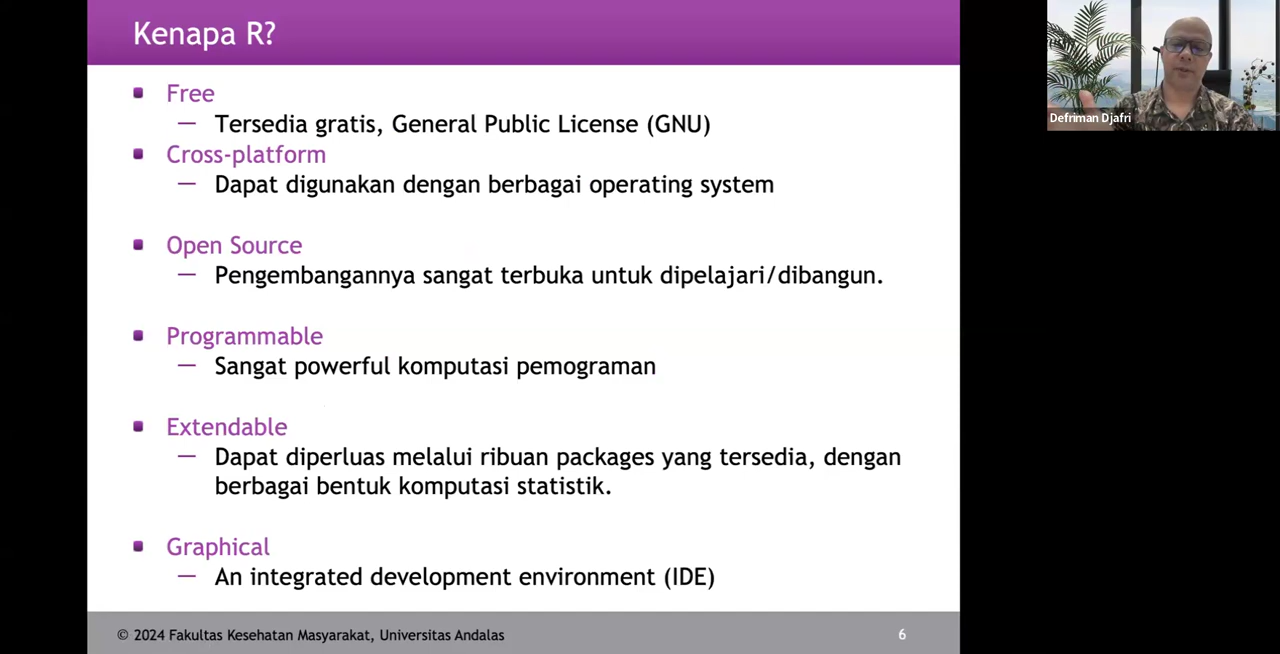 Kenapa R?
Free
— Tersedia gratis, General Public License (GNU)
Cross-platform
— Dapat digunakan dengan berbagai operating system
Open Source
— Pengembangannya sangat terbuka untuk dipelajari/dibangun.
Programmable
— Sangat powerful komputasi pemograman
Extendable
— Dapat diperluas melalui ribuan packages yang tersedia, dengan
berbagai bentuk komputasi statistik.
Graphical
— An integrated development environment (IDE)
© 2024 Fakultas Kesehatan Masyarakat, Universitas Andalas
6
Defriman Djafri